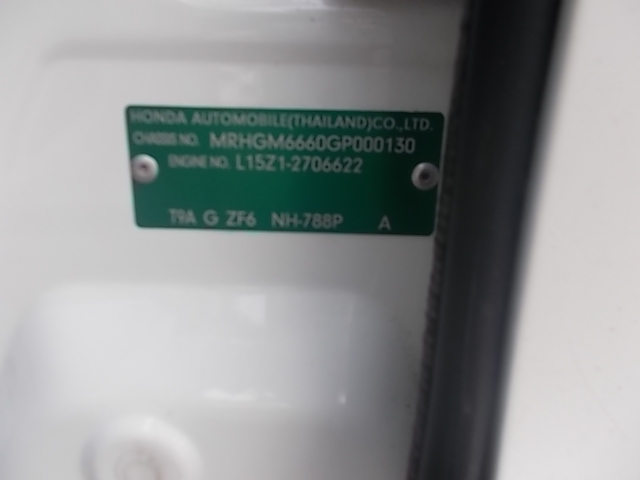 HONDA AUTOMOBILE(THAILAND)CO.,LTD.
CHASSIS NO. MRHGM6660GP000130
ENGINE NO. L15Z1-2706622
T9A G ZF6 NH-788P A